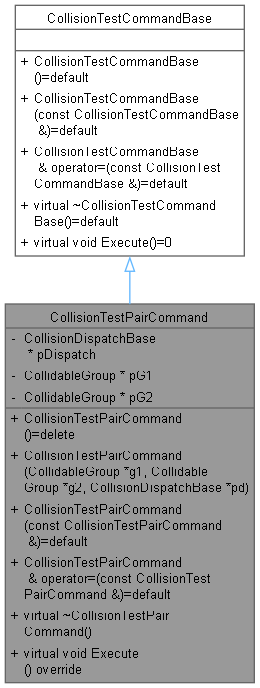 CollisionTestCommandBase
+ CollisionTestCommandBase
()=default
+ CollisionTestCommandBase
(const CollisionTestCommandBase
&)=default
+ CollisionTestCommandBase
& operator=(const CollisionTest
CommandBase &)=default
+ virtual ~CollisionTestCommand
Base()=default
+ virtual void Execute()=0
CollisionTestPairCommand
- CollisionDispatchBase
* pDispatch
- CollidableGroup * pG1
- CollidableGroup * pG2
+ CollisionTestPairCommand
()=delete
+ CollisionTestPairCommand
(CollidableGroup *g1, Collidable
Group *g2, CollisionDispatchBase *pd)
+ CollisionTestPairCommand
(const CollisionTestPairCommand
&)=default
+ CollisionTestPairCommand
& operator=(const CollisionTest
PairCommand &)=default
+ virtual ~CollisionTestPair
Command()
+ virtual void Execute
() override